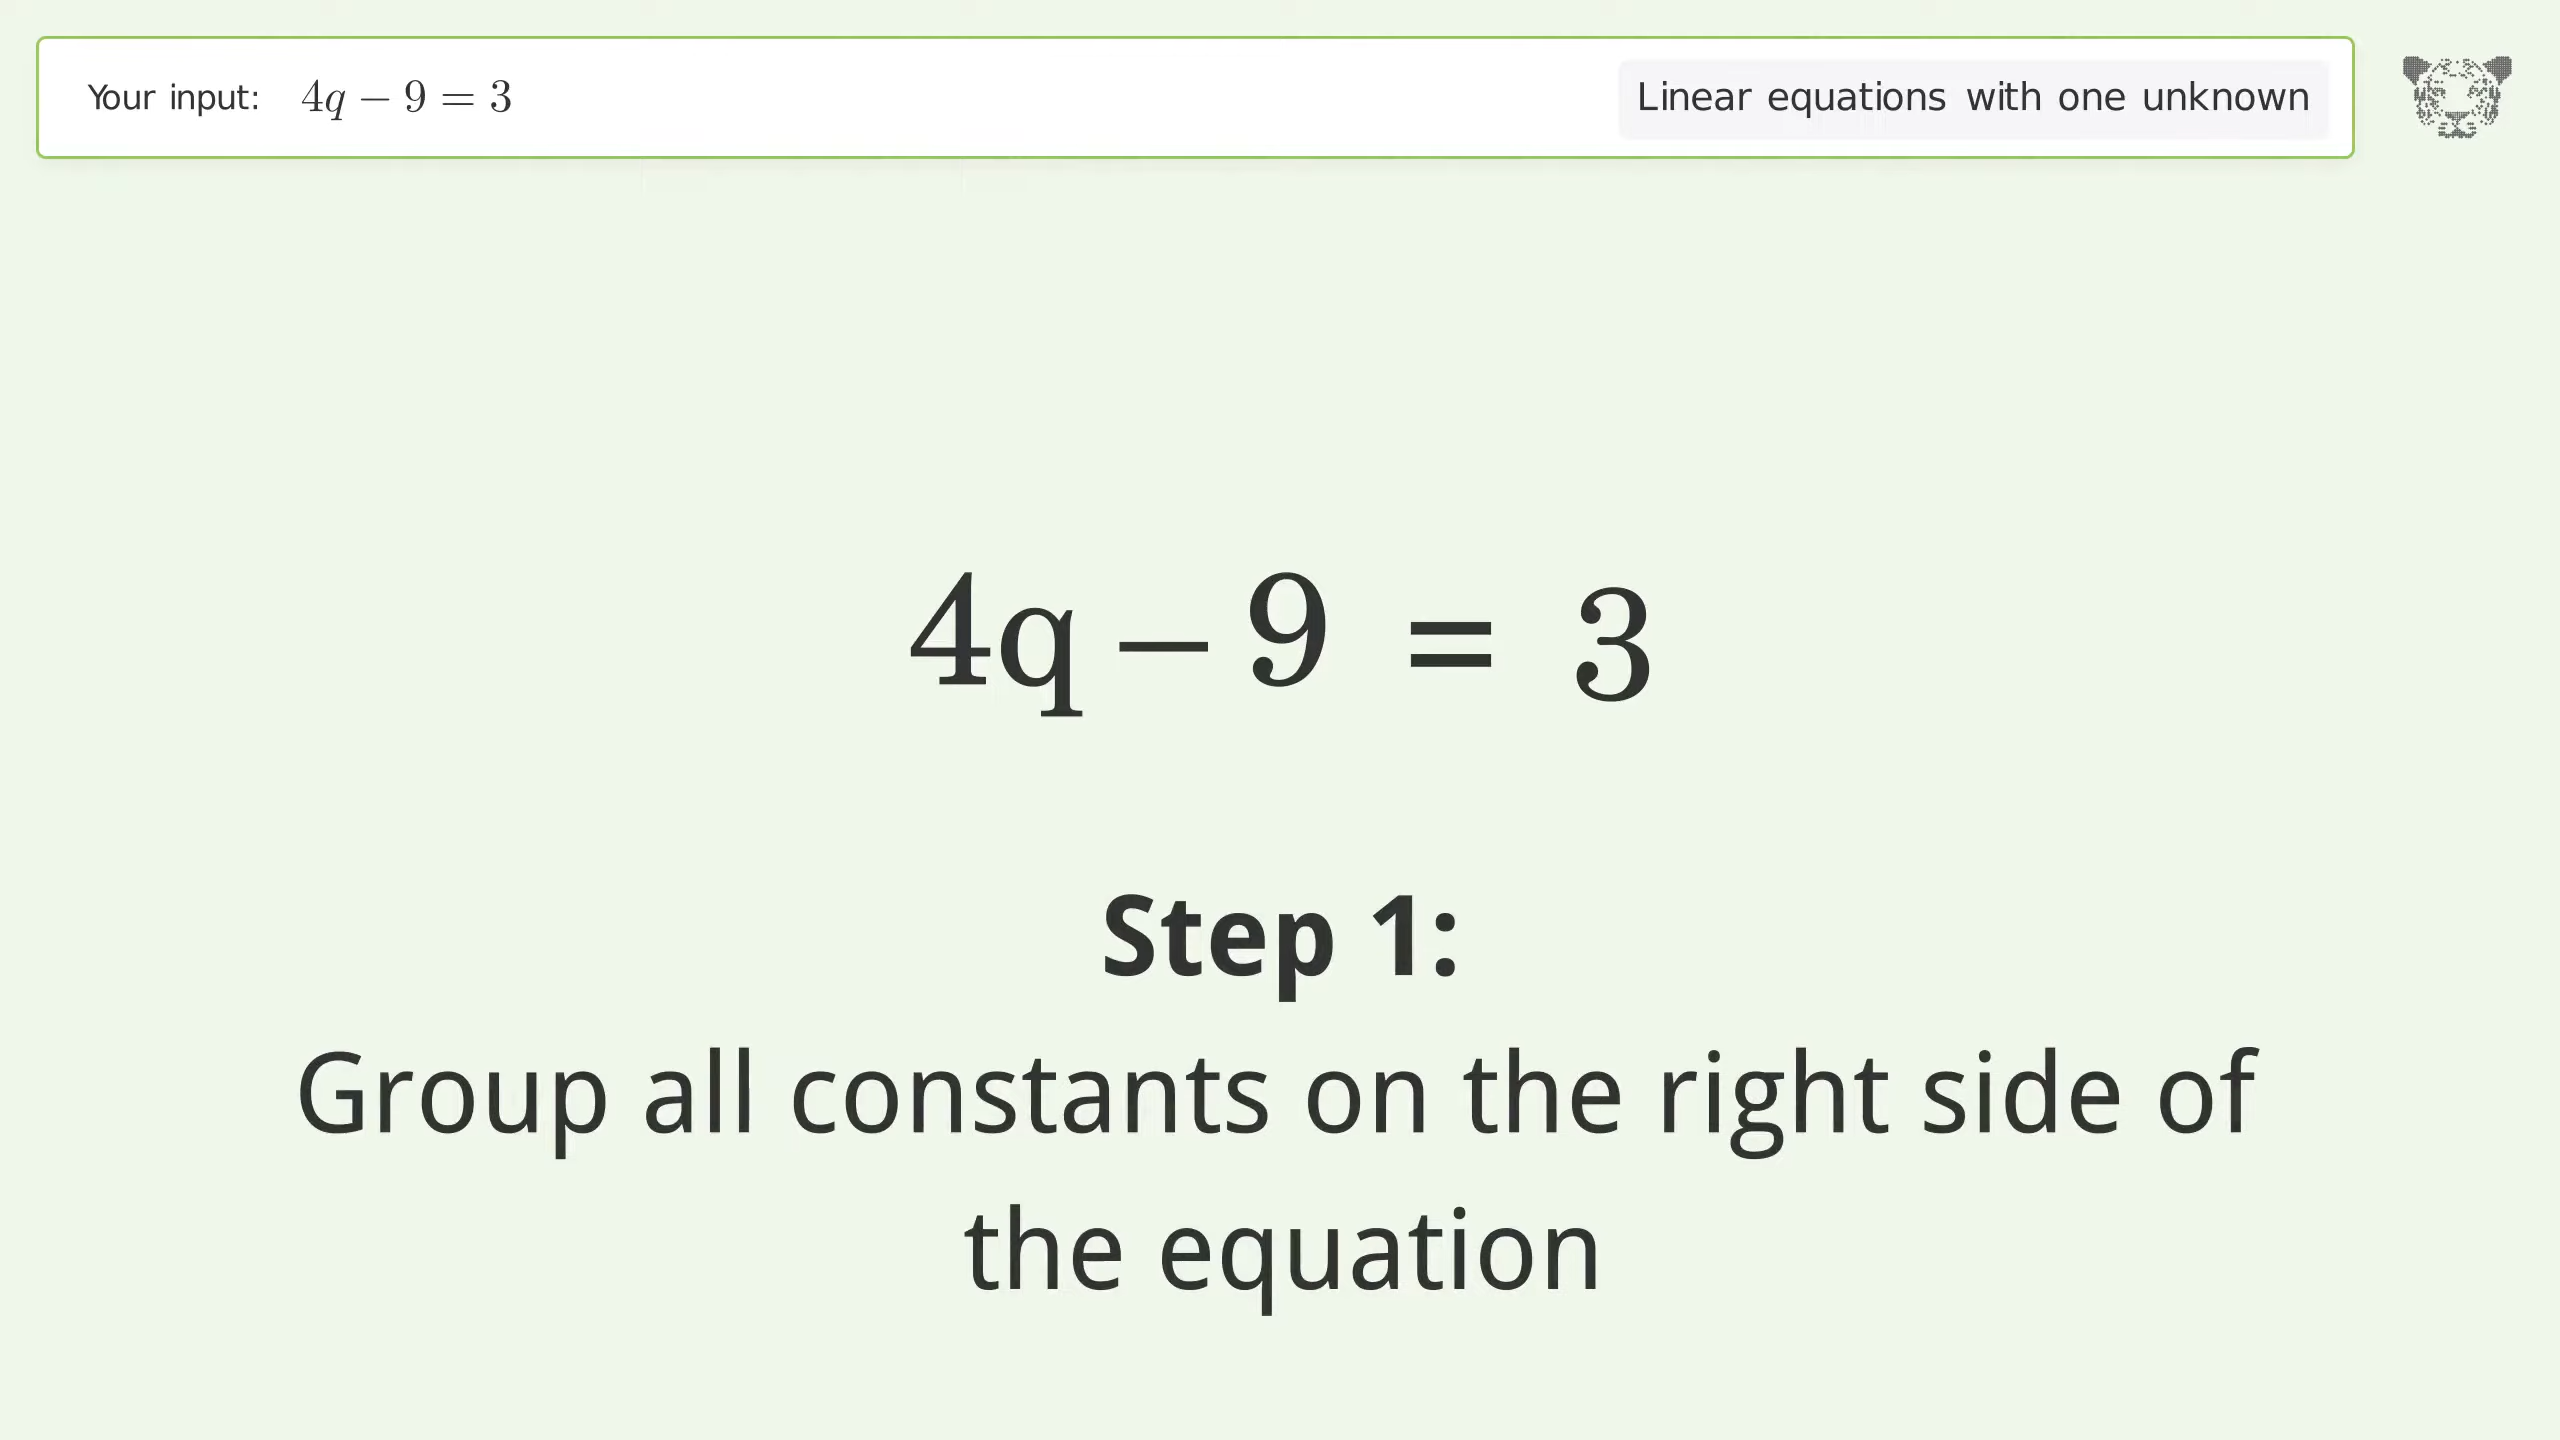 Your input: 4q − 9 = 3 Linear equations with one unknown
4q − 9 = 3
Step 1:
Group all constants on the right side of
the equation